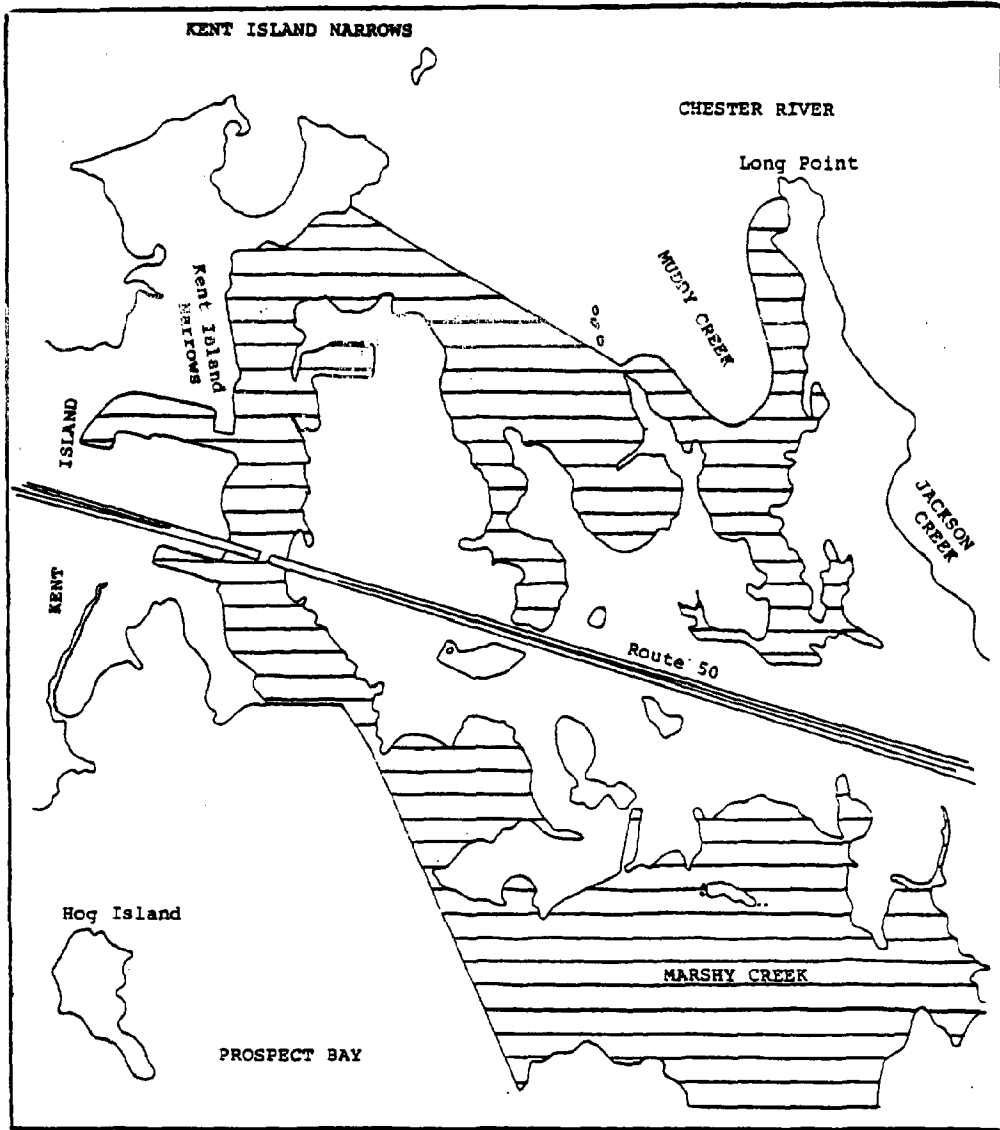 KENT ISLAND NARROWS
CHESTER RIVER
Long Point
MUDDY CREEK
Kent Island
Narrows
KENT ISLAND
JACKSON
CREEK
Route 50
Hog Island
MARSHY CREEK
PROSPECT BAY